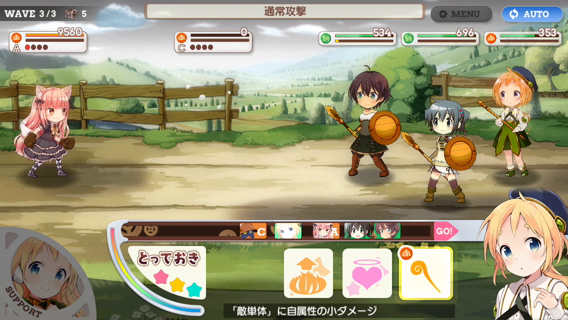 WAVE 3/3 5
通常攻撃
MENU
AUTO
9560
A
0
C
534
696
353
C
GO!
とっておき
SUPPORT
「敵単体」に自属性の小ダメージ